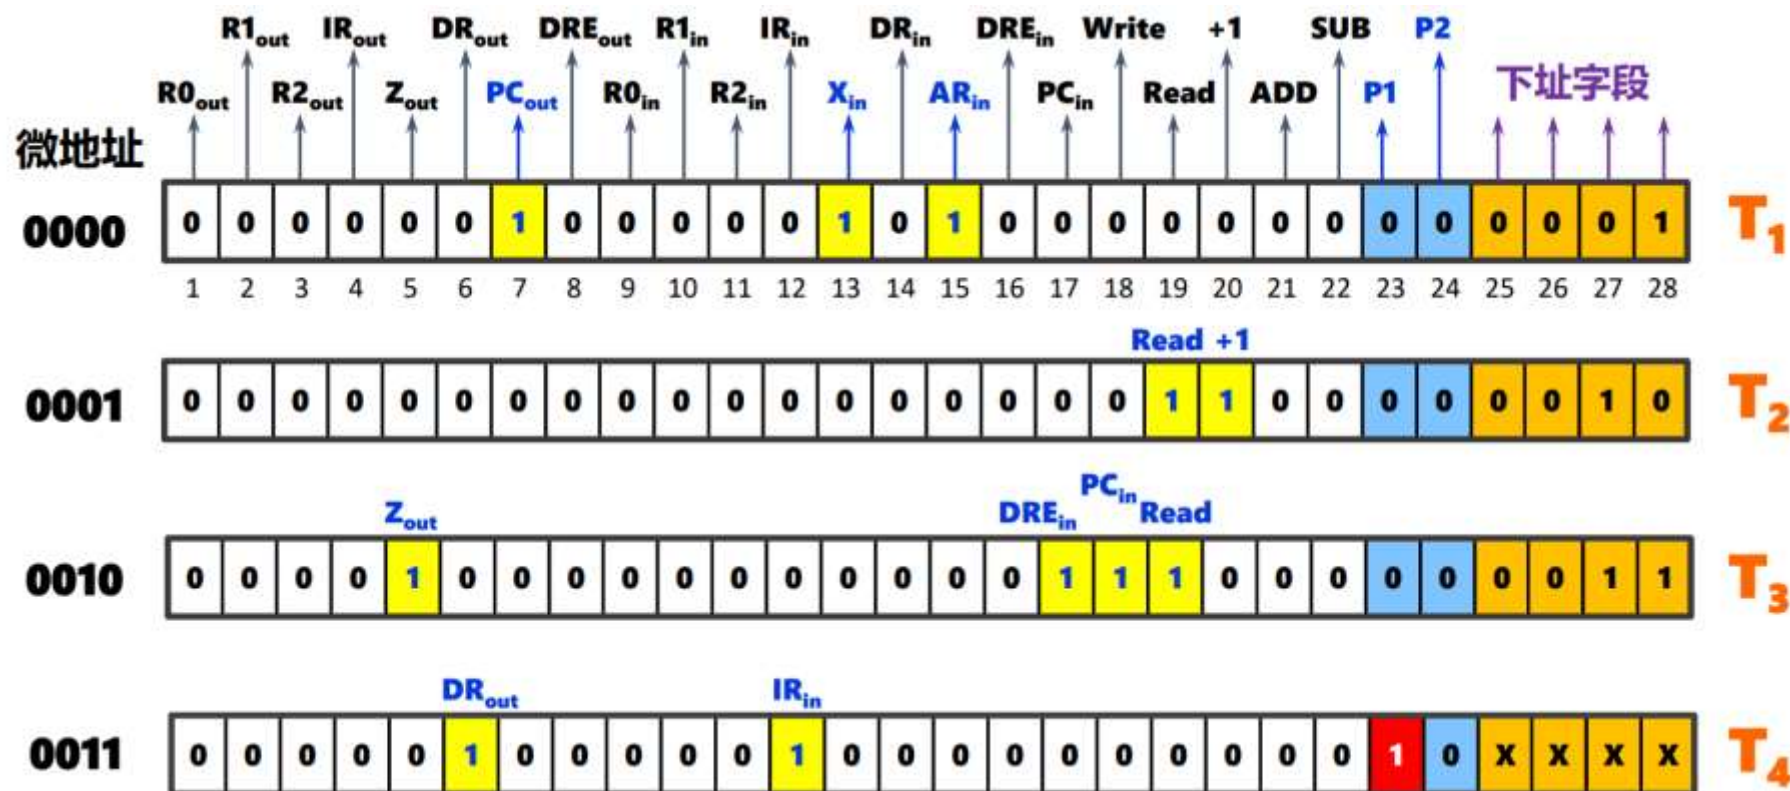 R1out IRout DRout DREout R1in IRin DRin DREin Write +1 SUB P2
R0out R2out Zout PCout R0in R2in Xin ARin PCin Read ADD P1 下址字段
微地址
0000 0 0 0 0 0 0 1 0 0 0 0 0 1 0 1 0 0 0 0 0 0 0 0 0 0 0 0 1 T1
1 2 3 4 5 6 7 8 9 10 11 12 13 14 15 16 17 18 19 20 21 22 23 24 25 26 27 28
Read +1
0001 0 0 0 0 0 0 0 0 0 0 0 0 0 0 0 0 0 0 1 1 0 0 0 0 0 0 1 0 T2
PCin
Zout DREin Read
0010 0 0 0 0 1 0 0 0 0 0 0 0 0 0 0 0 1 1 1 0 0 0 0 0 0 0 1 1 T3
DRout IRin
0011 0 0 0 0 0 1 0 0 0 0 0 1 0 0 0 0 0 0 0 0 0 0 1 0 X X X X T4